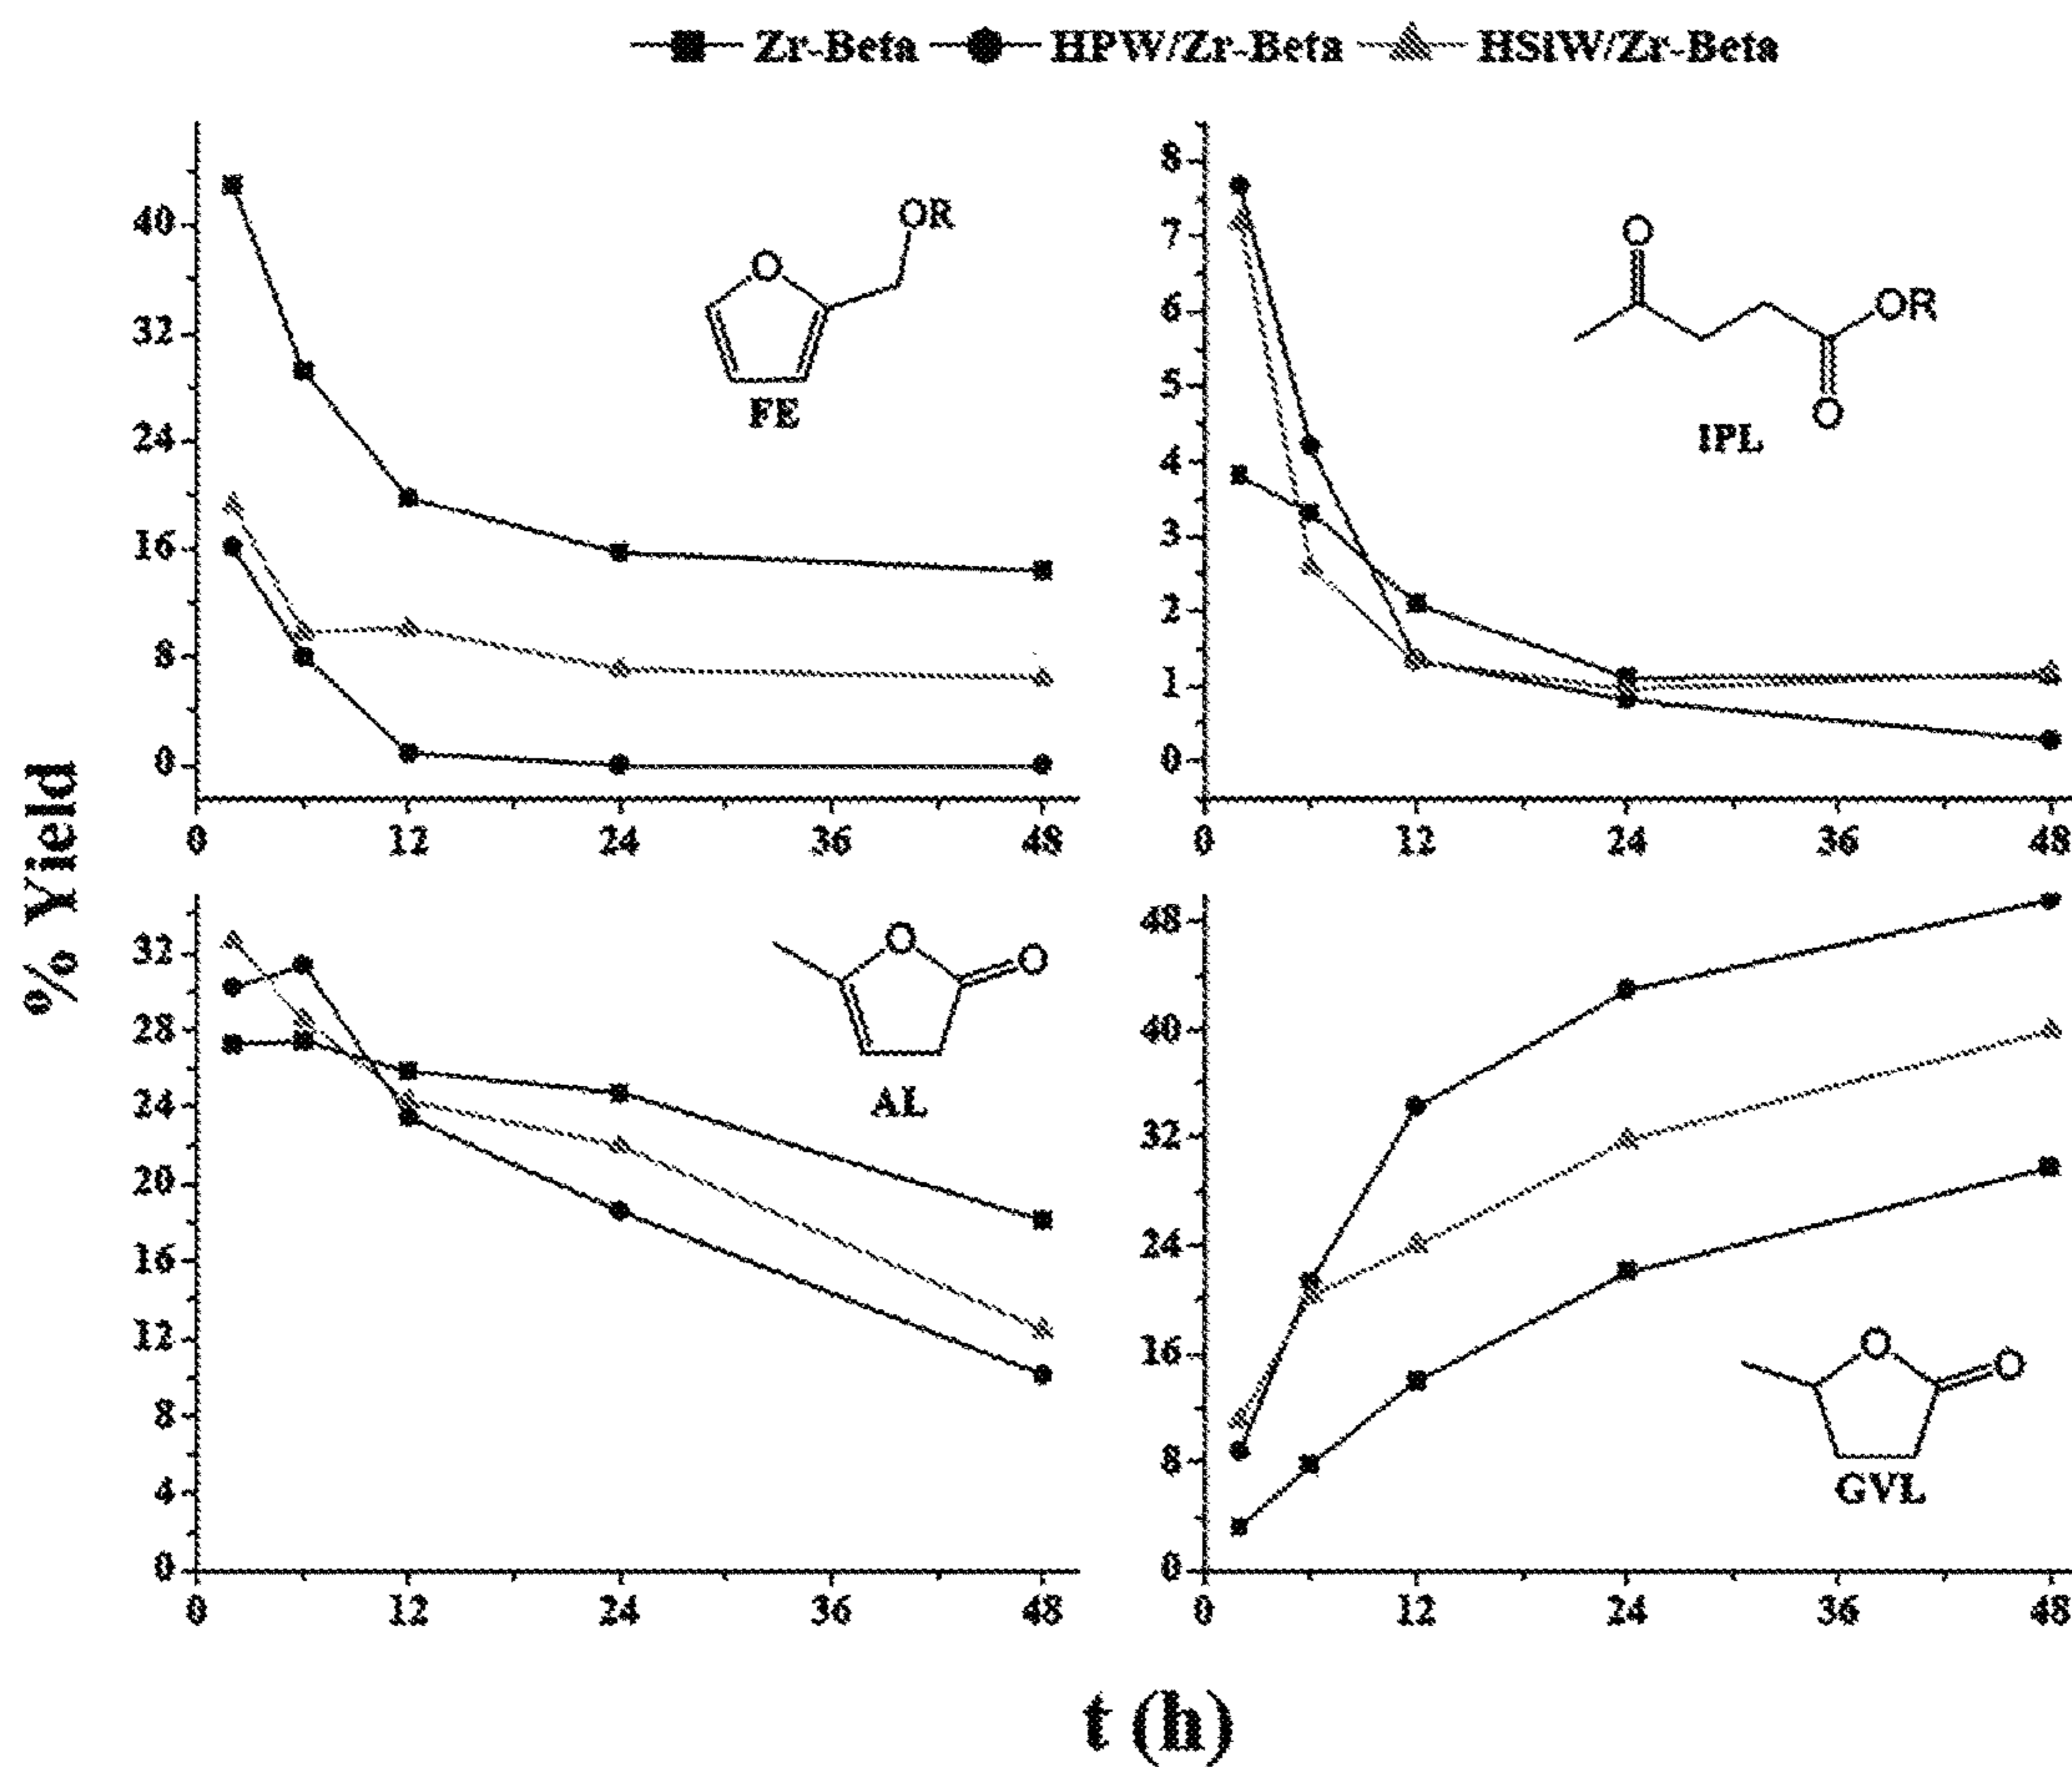 Zr-Beta HPW/Zr-Beta HSiW/Zr-Beta
% Yield
40
32
24
16
8
0
0 12 24 36 48
OR
O
FE
8
7
6
5
4
3
2
1
0
0 12 24 36 48
O
OR
O
IPL
32
28
24
20
16
12
8
4
0
0 12 24 36 48
O
O
AL
48
40
32
24
16
8
0
0 12 24 36 48
O
O
GVL
t (h)